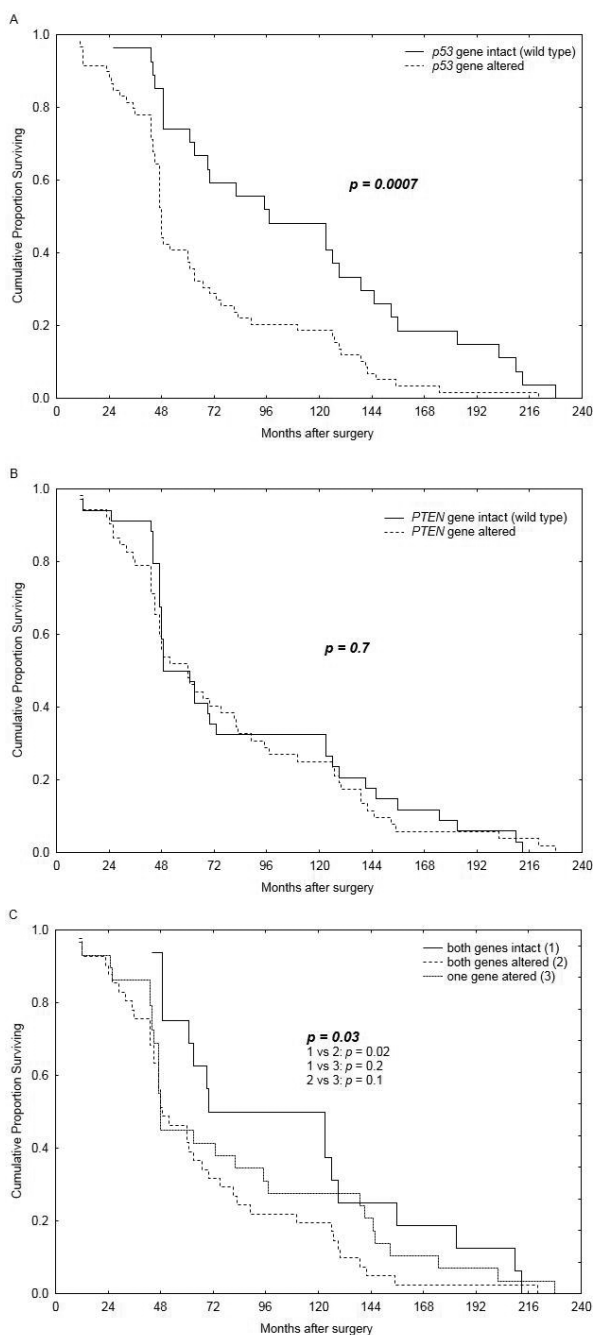 A
1.0
0.8
0.6
0.4
0.2
0.0
Cumulative Proportion Surviving
p53 gene intact (wild type)
p53 gene altered
p = 0.0007
0 24 48 72 96 120 144 168 192 216 240
Months after surgery
B
1.0
0.8
0.6
0.4
0.2
0.0
Cumulative Proportion Surviving
PTEN gene intact (wild type)
PTEN gene altered
p = 0.7
0 24 48 72 96 120 144 168 192 216 240
Months after surgery
C
1.0
0.8
0.6
0.4
0.2
0.0
Cumulative Proportion Surviving
both genes intact (1)
both genes altered (2)
one gene atered (3)
p = 0.03
1 vs 2: p = 0.02
1 vs 3: p = 0.2
2 vs 3: p = 0.1
0 24 48 72 96 120 144 168 192 216 240
Months after surgery